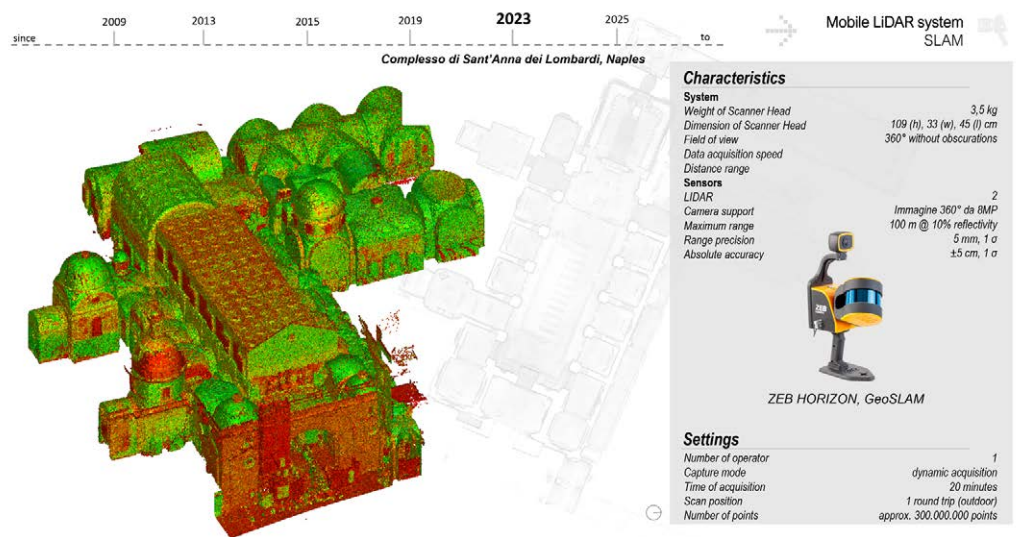 2009 2013 2015 2019 2023 2025
since to
Mobile LiDAR system
SLAM
Complesso di Sant'Anna dei Lombardi, Naples
Characteristics
System
Weight of Scanner Head 3,5 kg
Dimension of Scanner Head 109 (h), 33 (w), 45 (l) cm
Field of view 360° without obscurations
Data acquisition speed
Distance range
Sensors
LIDAR 2
Camera support Immagine 360° da 8MP
Maximum range 100 m @ 10% reflectivity
Range precision 5 mm, 1 σ
Absolute accuracy ±5 cm, 1 σ
ZEB
ZEB HORIZON, GeoSLAM
Settings
Number of operator 1
Capture mode dynamic acquisition
Time of acquisition 20 minutes
Scan position 1 round trip (outdoor)
Number of points approx. 300.000.000 points